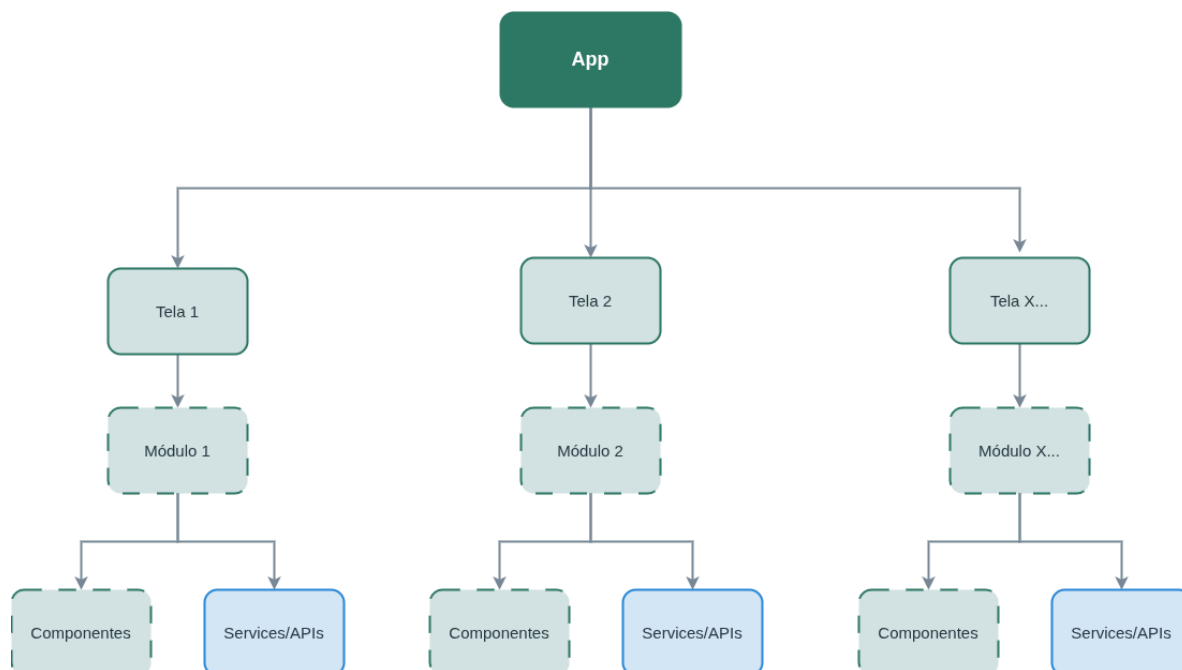 App
Tela 1
Tela 2
Tela X...
Módulo 1
Módulo 2
Módulo X...
Componentes
Services/APIs
Componentes
Services/APIs
Componentes
Services/APIs